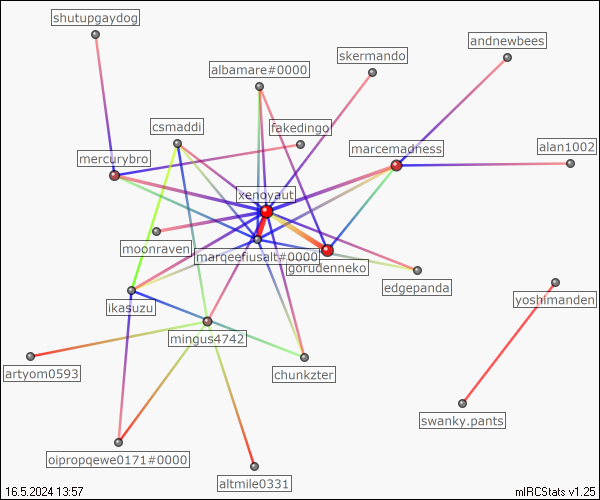 shutupgaydog
andnewbees
skermando
albamare#0000
csmaddi
fakedingo
marcemadness
alan1002
mercurybro
xenoyaut
moonraven
marqeefiusalt#0000
gorudenneko
edgepanda
yoshimanden
ikasuzu
mingus4742
artyom0593
chunkzter
swanky.pants
oipropqewe0171#0000
altmile0331
16.5.2024 13:57
mIRCStats v1.25